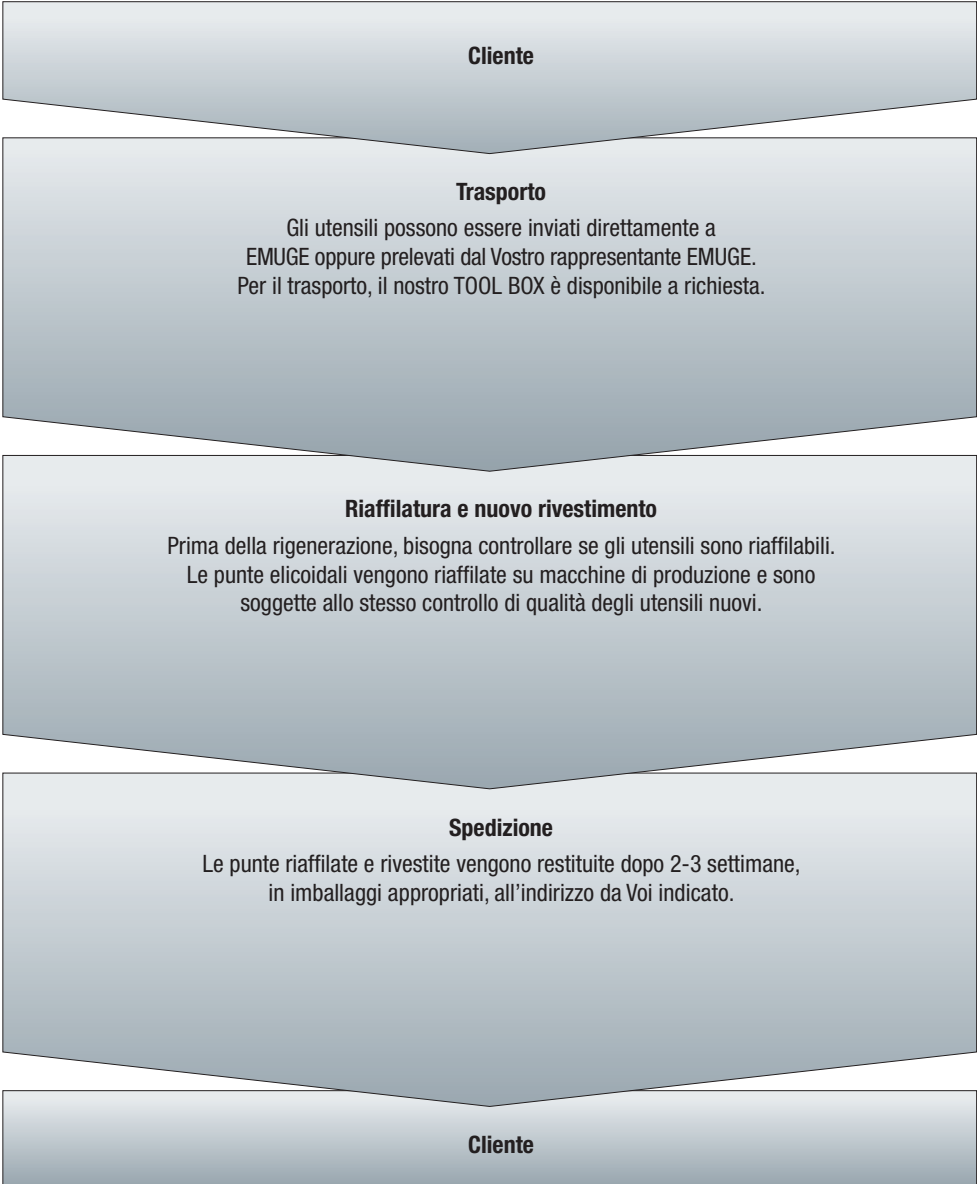 Cliente
Trasporto
Gli utensili possono essere inviati direttamente a
EMUGE oppure prelevati dal Vostro rappresentante EMUGE.
Per il trasporto, il nostro TOOL BOX è disponibile a richiesta.
Riaffilatura e nuovo rivestimento
Prima della rigenerazione, bisogna controllare se gli utensili sono riaffilabili.
Le punte elicoidali vengono riaffilate su macchine di produzione e sono
soggette allo stesso controllo di qualità degli utensili nuovi.
Spedizione
Le punte riaffilate e rivestite vengono restituite dopo 2-3 settimane,
in imballaggi appropriati, all’indirizzo da Voi indicato.
Cliente